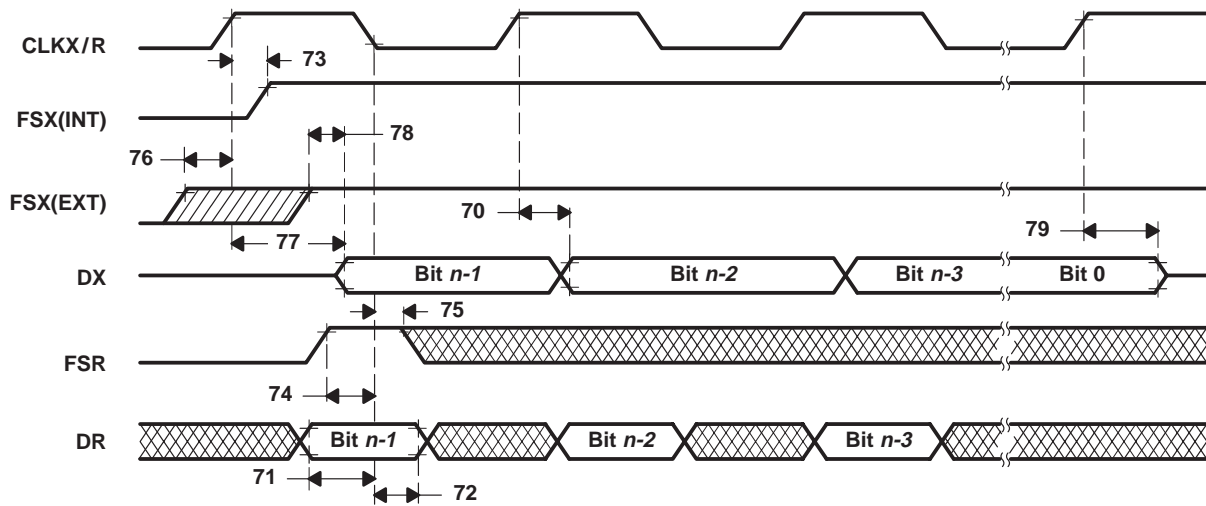 CLKX/R
73
FSX(INT)
78
76
FSX(EXT)
70
77
79
DX
Bit n-1
Bit n-2
Bit n-3
Bit 0
75
FSR
74
DR
Bit n-1
Bit n-2
Bit n-3
71
72